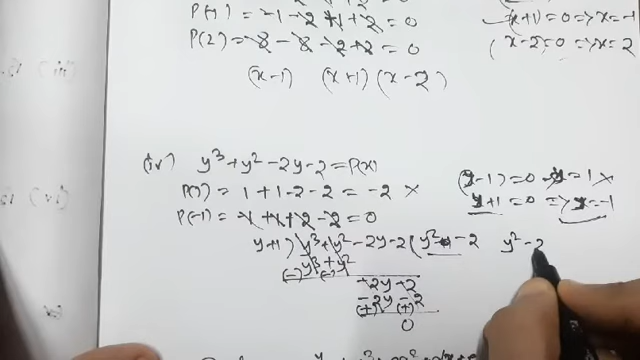 P(-1) = -1 - 2 + 1 + 2 = 0
(x+1) = 0 => x = -1
P(2) = 8 - 8 - 2 + 2 = 0
(x-2) = 0 => x = 2
(x-1) (x+1) (x-2)
(iii)
(iv) y³ + y² - 2y - 2 = P(x)
P(1) = 1 + 1 - 2 - 2 = -2 ×
(y-1) = 0 y = 1 ×
(vi)
P(-1) = -1 + 1 + 2 - 2 = 0
y+1 = 0 => y = -1
y+1) y³ + y² - 2y - 2 (y² - 2 y² - 2
(-) y³ (-) + y²
-2y - 2
-2y - 2
(+) (+)
0